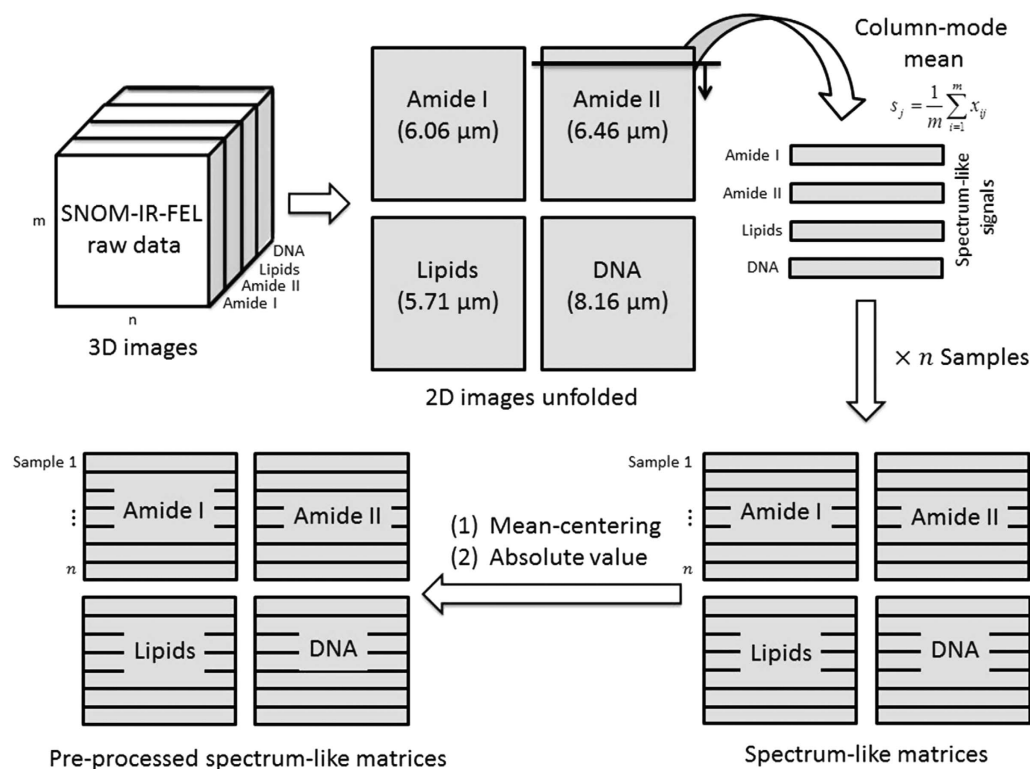 SNOM-IR-FEL
raw data
m
n
DNA
Lipids
Amide II
Amide I
3D images
Amide I
(6.06 µm)
Amide II
(6.46 µm)
Lipids
(5.71 µm)
DNA
(8.16 µm)
2D images unfolded
Column-mode
mean
s_j = 1/m ∑_{i=1}^{m} x_{ij}
Amide I
Amide II
Lipids
DNA
Spectrum-like
signals
× n Samples
Sample 1
⋮
n
Amide I
Amide II
Lipids
DNA
Spectrum-like matrices
(1) Mean-centering
(2) Absolute value
Sample 1
⋮
n
Amide I
Amide II
Lipids
DNA
Pre-processed spectrum-like matrices